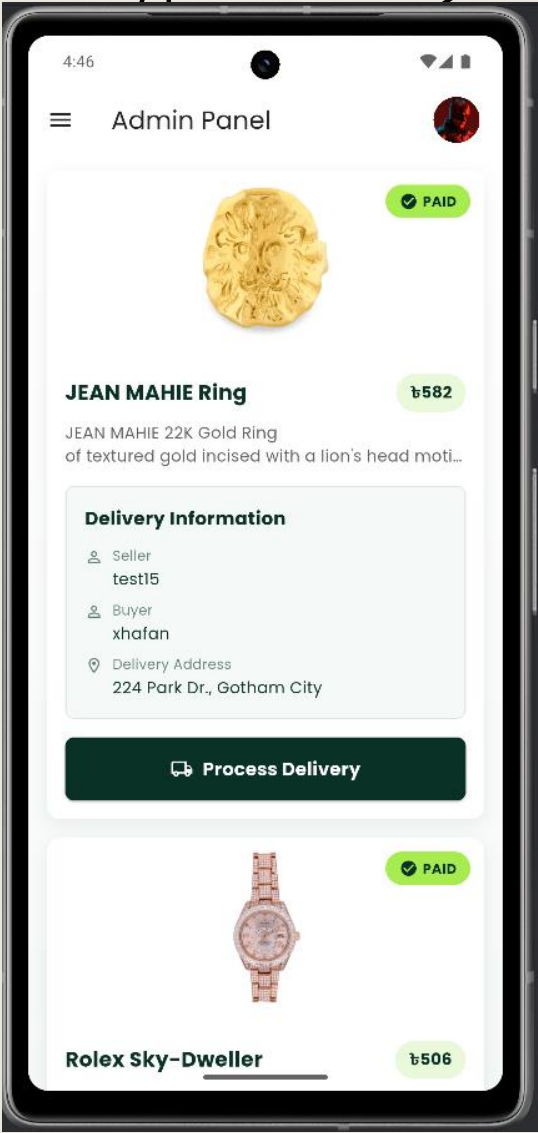 4:46
Admin Panel
PAID
JEAN MAHIE Ring
৳582
JEAN MAHIE 22K Gold Ring
of textured gold incised with a lion's head moti...
Delivery Information
Seller
test15
Buyer
xhafan
Delivery Address
224 Park Dr., Gotham City
Process Delivery
PAID
Rolex Sky-Dweller
৳506